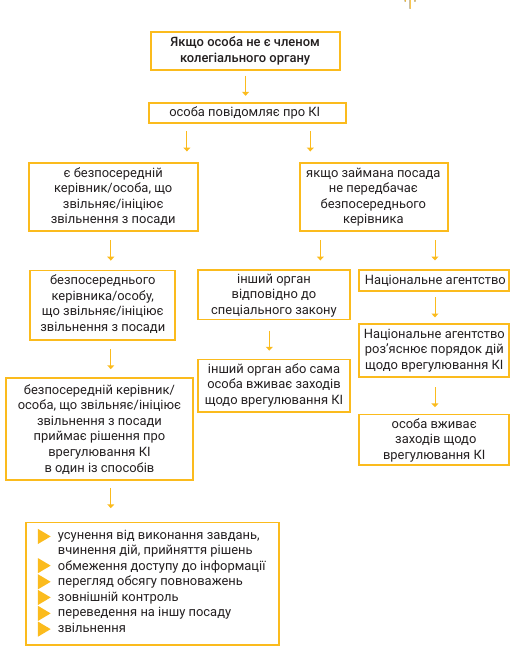 Якщо особа не є членом
колегіального органу
особа повідомляє про КІ
є безпосередній
керівник/особа, що
звільняє/ініціює
звільнення з посади
якщо займана посада
не передбачає
безпосереднього
керівника
безпосереднього
керівника/особу,
що звільняє/ініціює
звільнення з посади
інший орган
відповідно до
спеціального закону
Національне агентство
безпосередній керівник/
особа, що звільняє/ініціює
звільнення з посади
приймає рішення про
врегулювання КІ
в один із способів
інший орган або сама
особа вживає заходів
щодо врегулювання КІ
Національне агентство
роз’яснює порядок дій
щодо врегулювання КІ
особа вживає
заходів щодо
врегулювання КІ
усунення від виконання завдань,
вчинення дій, прийняття рішень
обмеження доступу до інформації
перегляд обсягу повноважень
зовнішній контроль
переведення на іншу посаду
звільнення